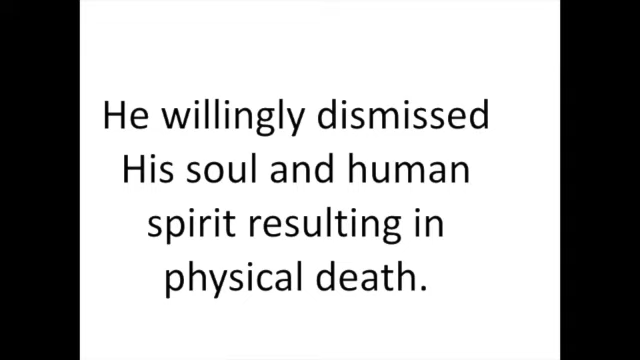 He willingly dismissed
His soul and human
spirit resulting in
physical death.